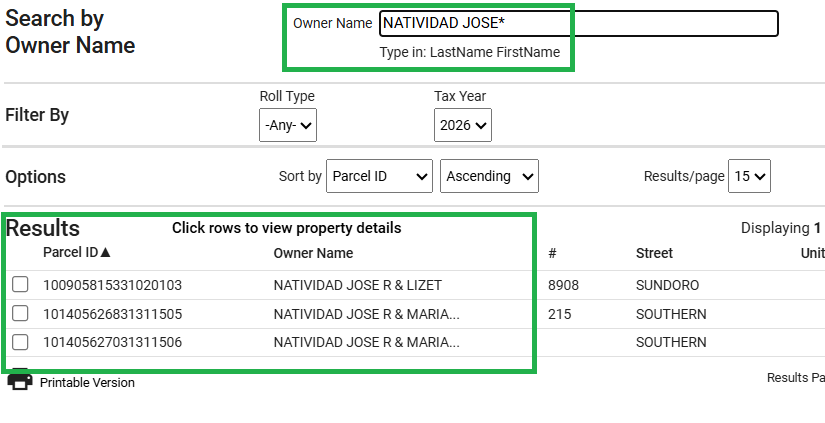 Search by
Owner Name
Owner Name NATIVIDAD JOSE*
Type in: LastName FirstName
Filter By
Roll Type Tax Year
-Any- 2026
Options Sort by Parcel ID Ascending Results/page 15
Results Click rows to view property details Displaying 1
Parcel ID▲ Owner Name # Street Unit
100905815331020103 NATIVIDAD JOSE R & LIZET 8908 SUNDORO
101405626831311505 NATIVIDAD JOSE R & MARIA... 215 SOUTHERN
101405627031311506 NATIVIDAD JOSE R & MARIA... SOUTHERN
Printable Version Results Pa